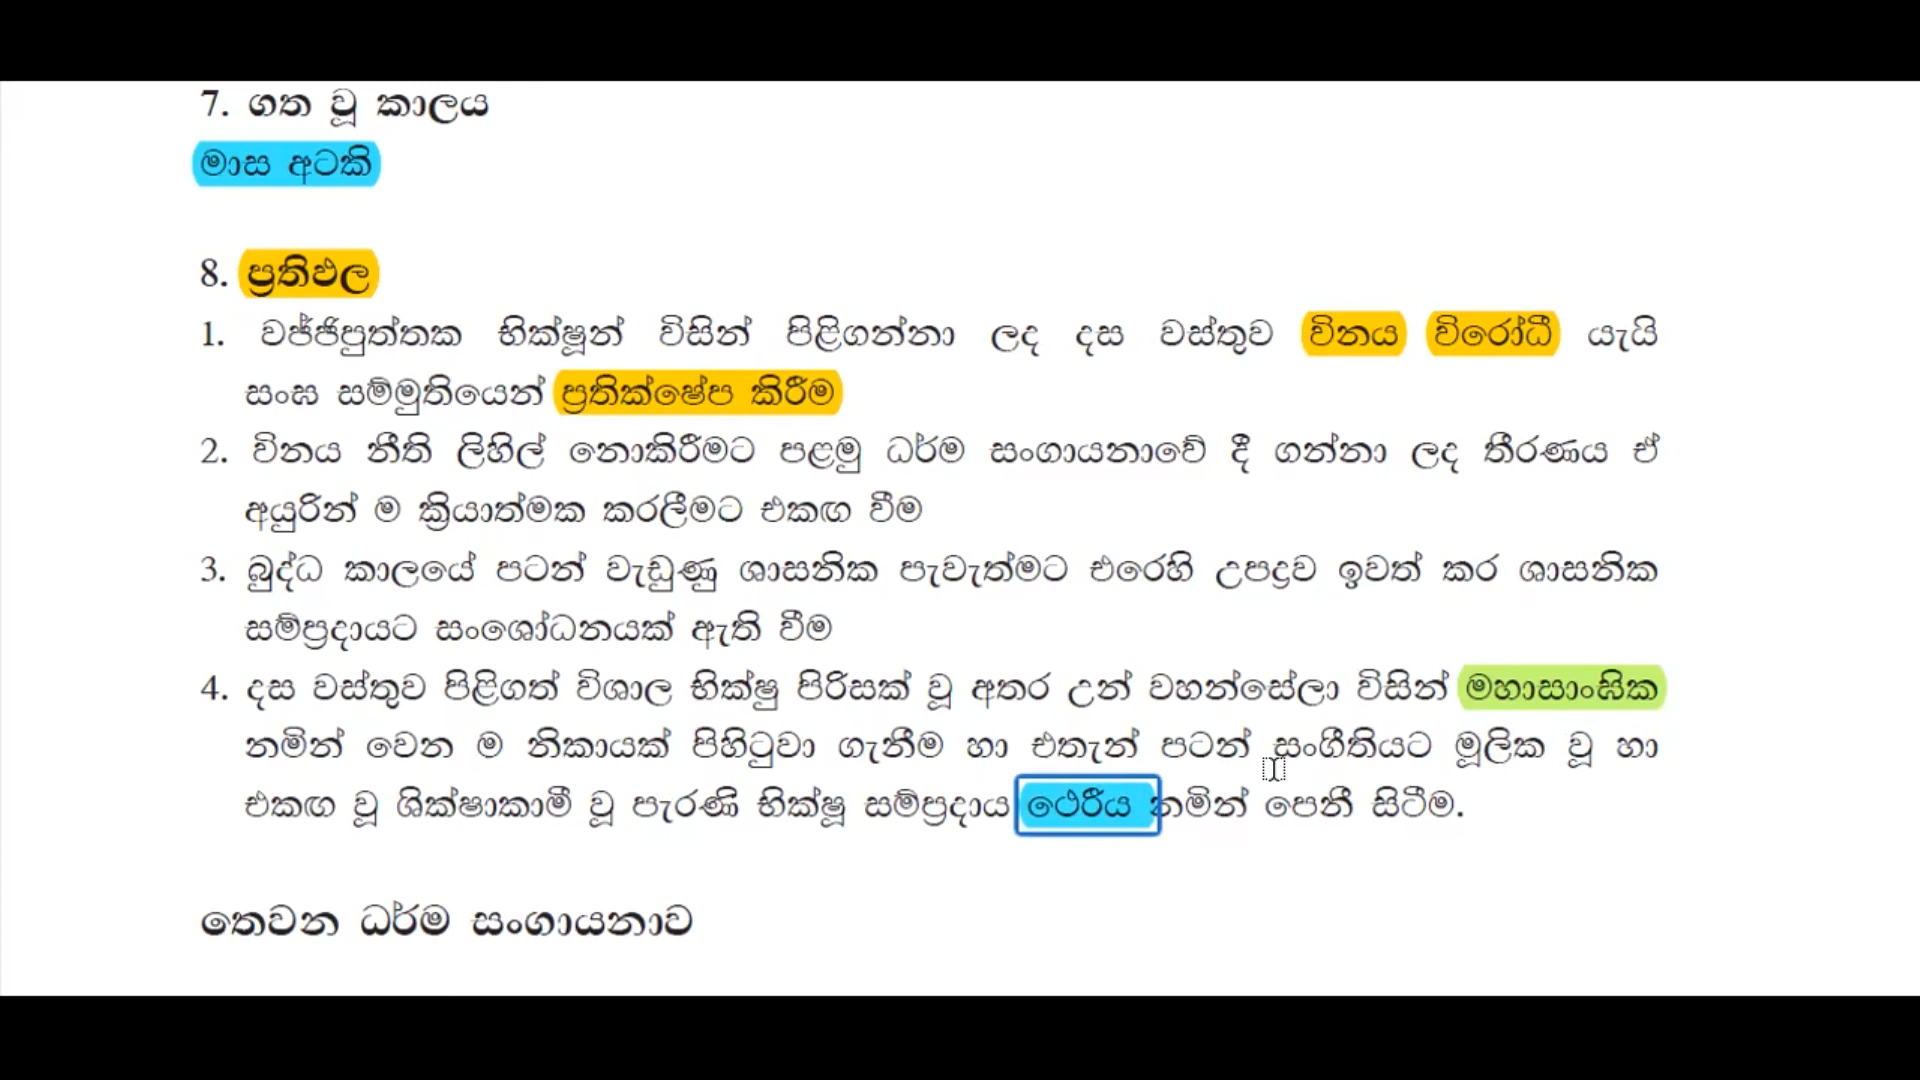 7. ගත වූ කාලය
මාස අටකි
8. ප්‍රතිඵල
1. වජ්ජිපුත්තක භික්ෂූන් විසින් පිළිගන්නා ලද දස වස්තුව විනය විරෝධී යැයි
සංඝ සම්මුතියෙන් ප්‍රතික්ෂේප කිරීම
2. විනය නීති ලිහිල් නොකිරීමට පළමු ධර්ම සංගායනාවේ දී ගන්නා ලද තීරණය ඒ
අයුරින් ම ක්‍රියාත්මක කරලීමට එකඟ වීම
3. බුද්ධ කාලයේ පටන් වැඩුණු ශාසනික පැවැත්මට එරෙහි උපද්‍රව ඉවත් කර ශාසනික
සම්ප්‍රදායට සංශෝධනයක් ඇති වීම
4. දස වස්තුව පිළිගත් විශාල භික්ෂු පිරිසක් වූ අතර උන් වහන්සේලා විසින් මහාසාංඝික
නමින් වෙන ම නිකායක් පිහිටුවා ගැනීම හා එතැන් පටන් සංගීතියට මූලික වූ හා
එකඟ වූ ශික්ෂාකාමී වූ පැරණි භික්ෂූ සම්ප්‍රදාය ථෙරීය නමින් පෙනී සිටීම.
තෙවන ධර්ම සංගායනාව